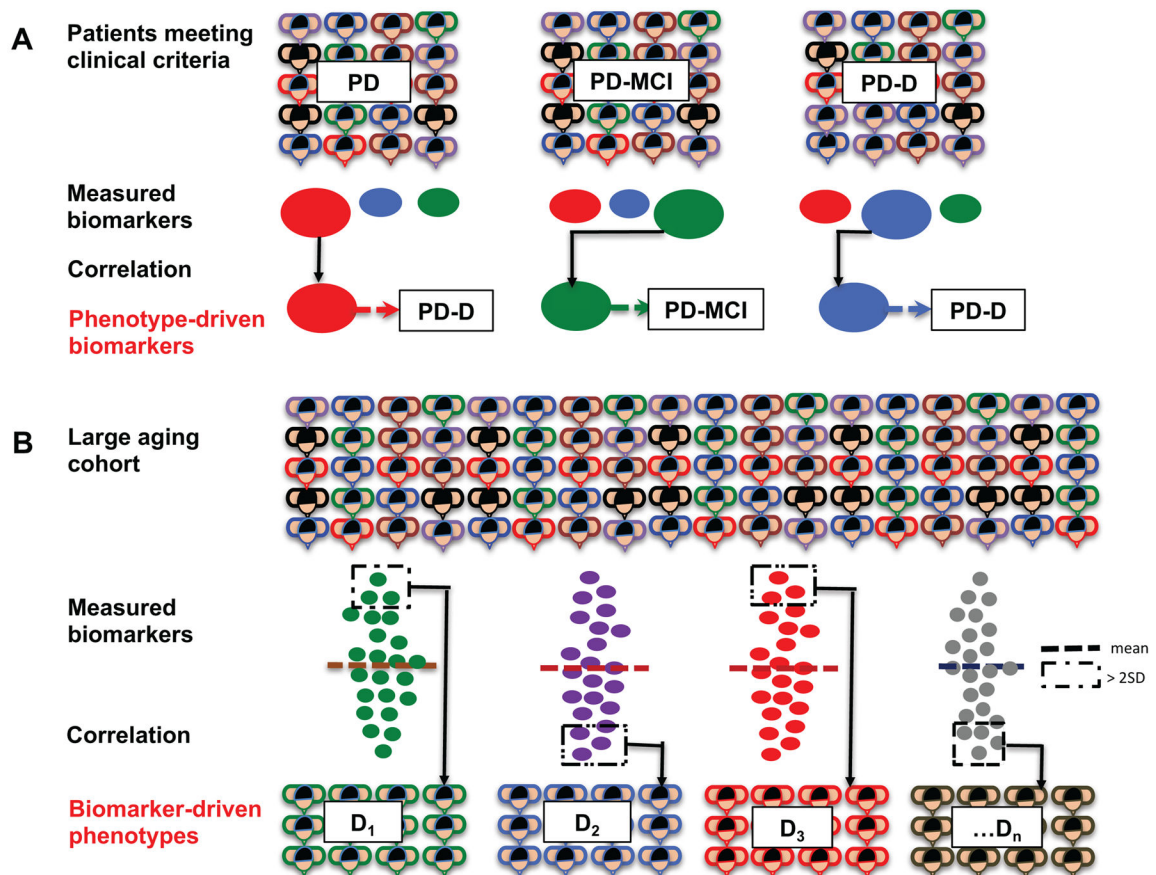 A
Patients meeting
clinical criteria
PD
PD-MCI
PD-D
Measured
biomarkers
Correlation
Phenotype-driven
biomarkers
PD-D
PD-MCI
PD-D
B
Large aging
cohort
Measured
biomarkers
mean
> 2SD
Correlation
Biomarker-driven
phenotypes
D1
D2
D3
...Dn